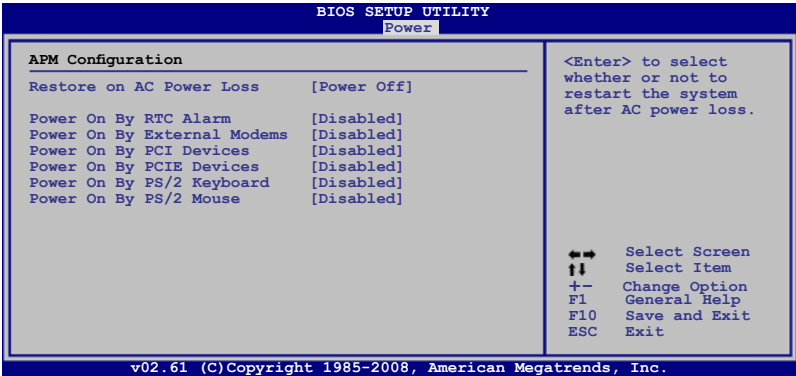 BIOS SETUP UTILITY
Power
APM Configuration
Restore on AC Power Loss [Power Off]
Power On By RTC Alarm [Disabled]
Power On By External Modems [Disabled]
Power On By PCI Devices [Disabled]
Power On By PCIE Devices [Disabled]
Power On By PS/2 Keyboard [Disabled]
Power On By PS/2 Mouse [Disabled]
<Enter> to select
whether or not to
restart the system
after AC power loss.
←→ Select Screen
↑↓ Select Item
+- Change Option
F1 General Help
F10 Save and Exit
ESC Exit
v02.61 (C)Copyright 1985-2008, American Megatrends, Inc.